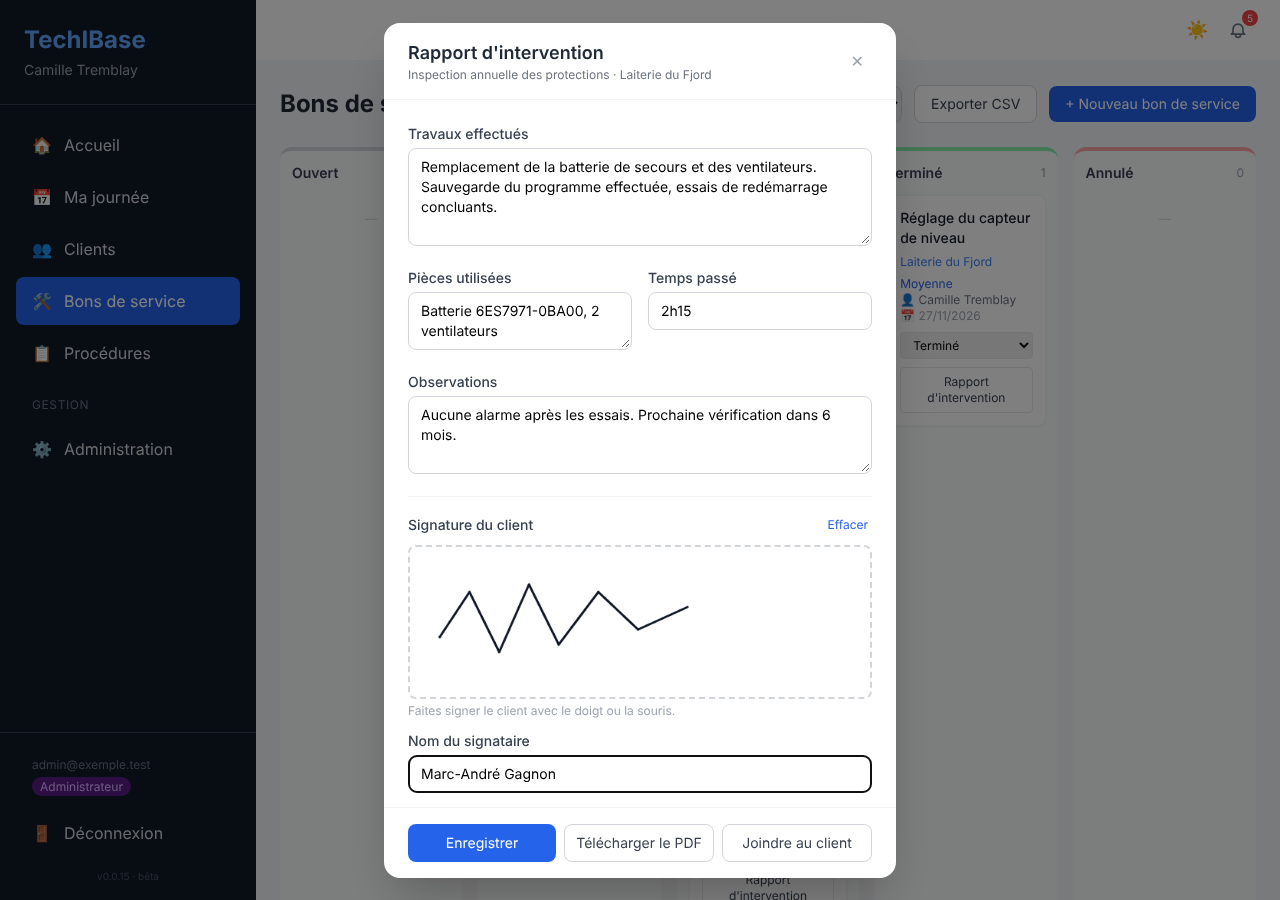 TechIBase
Camille Tremblay
Accueil
Ma journée
Clients
Bons de service
Procédures
GESTION
Administration
admin@exemple.test
Administrateur
Déconnexion
v0.0.15 · bêta
5
Bons de s
Exporter CSV
+ Nouveau bon de service
Ouvert
erminé
1
Annulé
0
—
—
Réglage du capteur
de niveau
Laiterie du Fjord
Moyenne
Camille Tremblay
27/11/2026
Terminé
Rapport
d'intervention
Rapport d'intervention
Inspection annuelle des protections · Laiterie du Fjord
×
Travaux effectués
Remplacement de la batterie de secours et des ventilateurs.
Sauvegarde du programme effectuée, essais de redémarrage
concluants.
Pièces utilisées
Temps passé
Batterie 6ES7971-0BA00, 2
ventilateurs
2h15
Observations
Aucune alarme après les essais. Prochaine vérification dans 6
mois.
Signature du client
Effacer
Faites signer le client avec le doigt ou la souris.
Nom du signataire
Marc-André Gagnon
Enregistrer
Télécharger le PDF
Joindre au client
Rapport
d'intervention